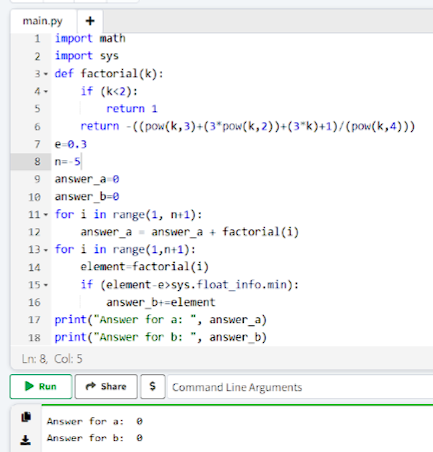 main.py +
1 import math
2 import sys
3 def factorial(k):
4 if (k<2):
5 return 1
6 return -((pow(k,3)+(3*pow(k,2))+(3*k)+1)/(pow(k,4)))
7 e=0.3
8 n=-5
9 answer_a=0
10 answer_b=0
11 for i in range(1, n+1):
12 answer_a = answer_a + factorial(i)
13 for i in range(1,n+1):
14 element=factorial(i)
15 if (element-e>sys.float_info.min):
16 answer_b+=element
17 print("Answer for a: ", answer_a)
18 print("Answer for b: ", answer_b)
Ln: 8, Col: 5
Run Share $ Command Line Arguments
Answer for a: 0
Answer for b: 0